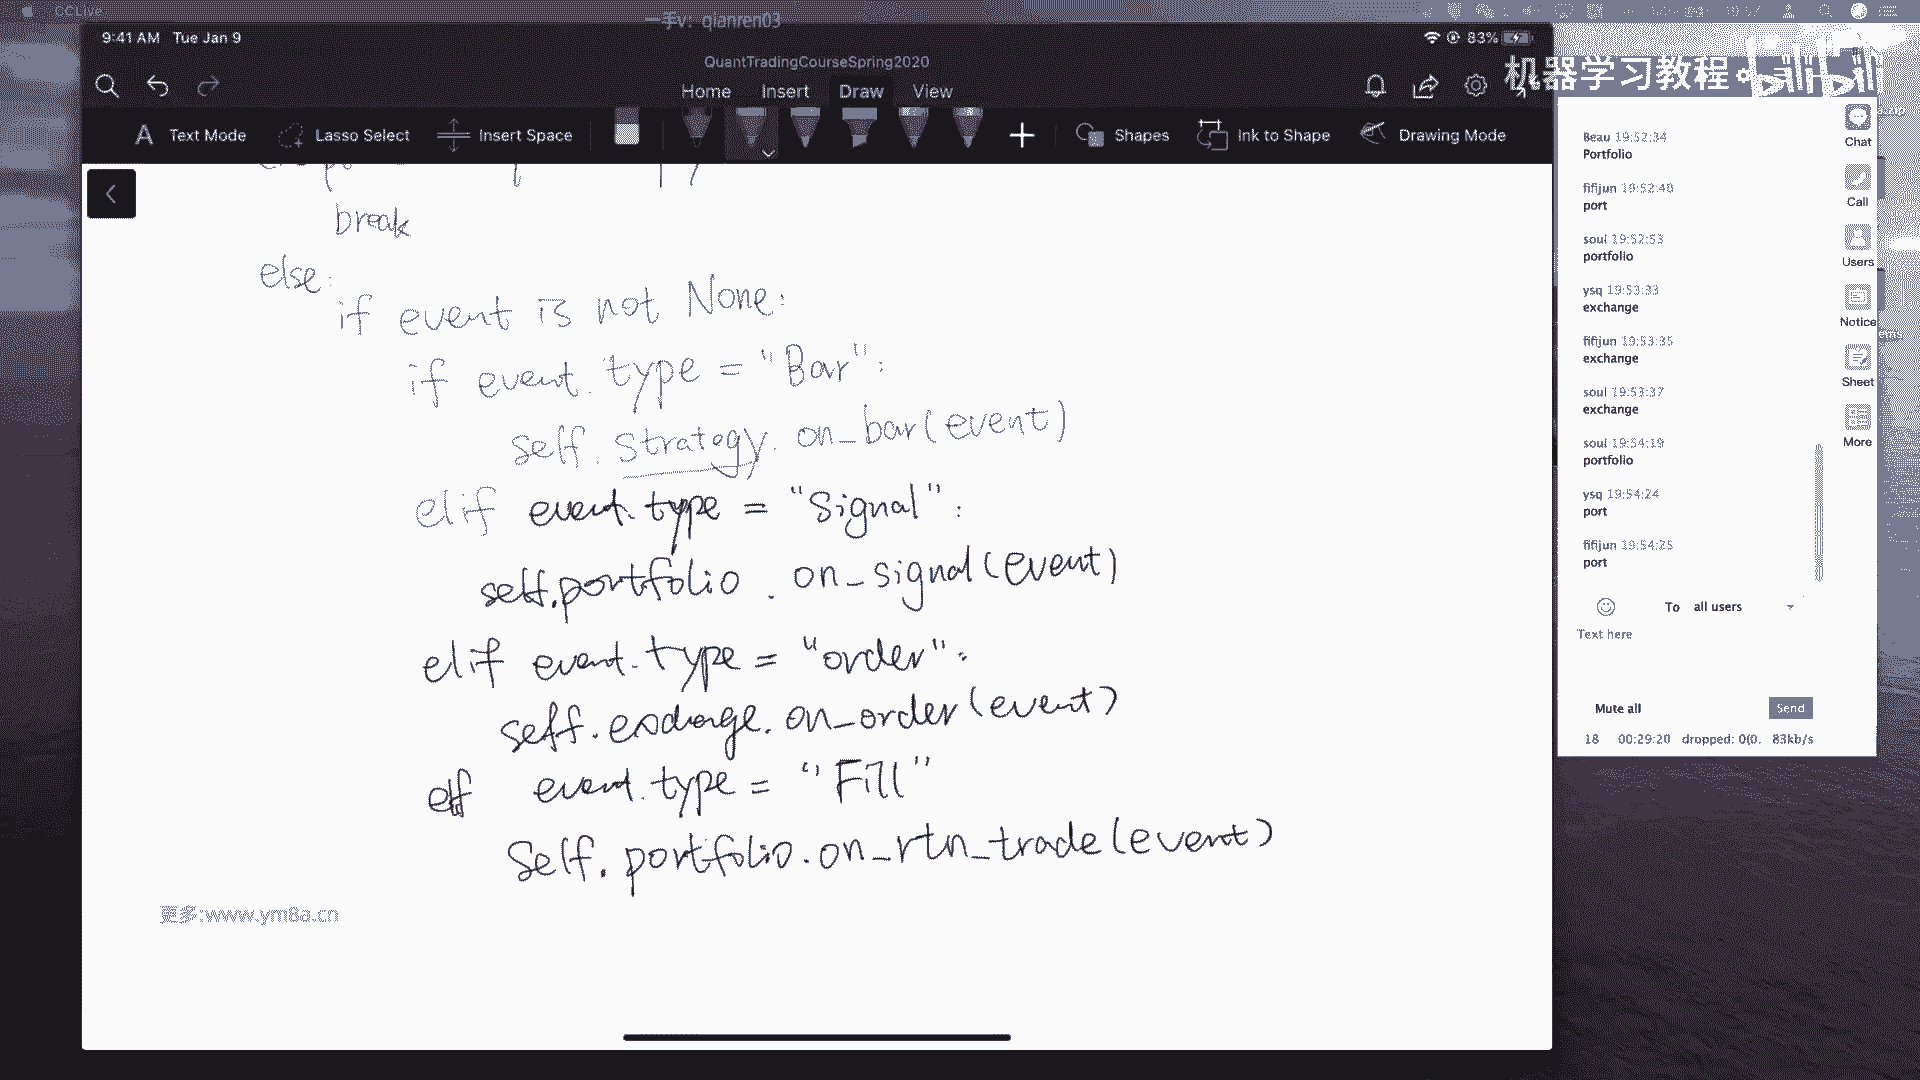 CCLive
一手v: qianren03
9:41 AM Tue Jan 9
83%
QuantTradingCourseSpring2020
机器学习教程 bilibili
Home Insert Draw View
Text Mode Lasso Select Insert Space Shapes Ink to Shape Drawing Mode
break
else:
if event is not None:
if event.type = "Bar":
self.strategy.on_bar(event)
elif event.type = "Signal":
self.portfolio.on_signal(event)
elif event.type = "order":
self.exchange.on_order(event)
elif event.type = "Fill"
Self.portfolio.on_rtn_trade(event)
更多:www.ym8a.cn
Beau 19:52:34
Portfolio
fifijun 19:52:40
port
soul 19:52:53
portfolio
ysq 19:53:33
exchange
fifijun 19:53:35
exchange
soul 19:53:37
exchange
soul 19:54:19
portfolio
ysq 19:54:24
port
fifijun 19:54:25
port
To all users
Text here
Mute all Send
18 00:29:20 dropped: 0(0. 83kb/s
Chat
Call
Users
Notice
Sheet
More